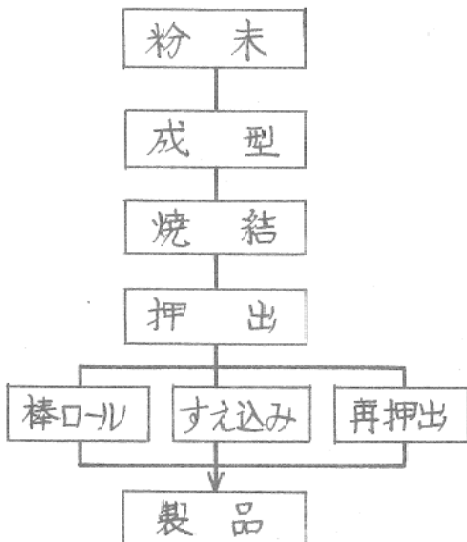 粉 末
成 型
焼 結
押 出
棒ロール すえ込み 再押出
製 品